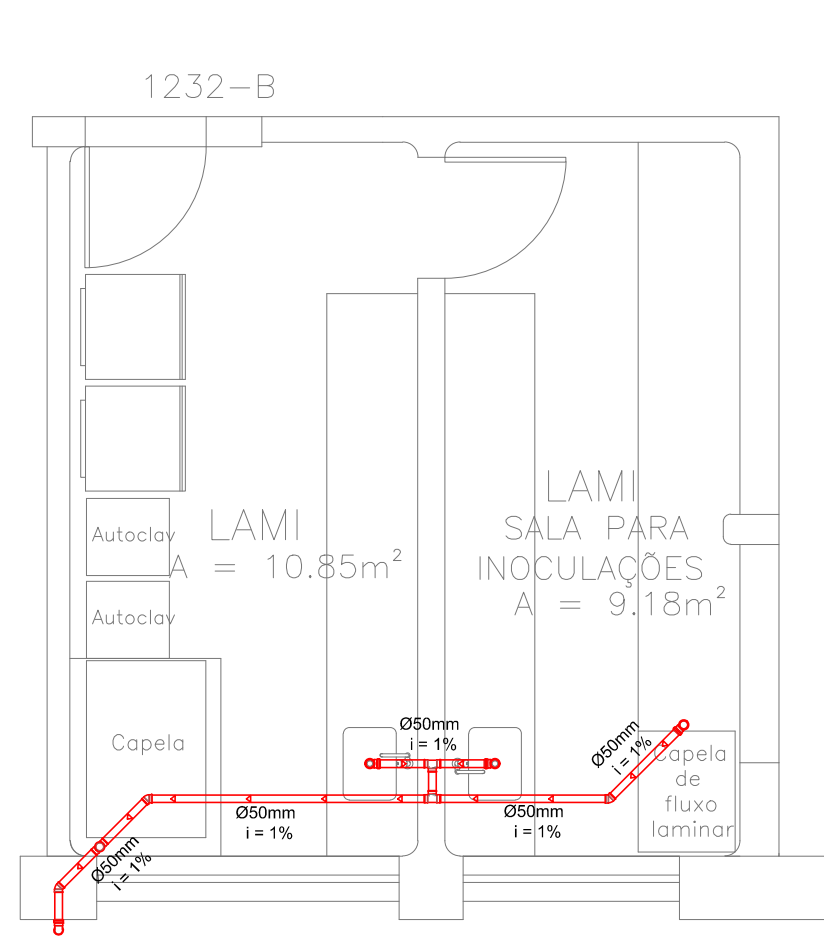 1232-B
LAMI
SALA PARA
INOCULAÇÕES
A = 9.18m²
LAMI
A = 10.85m²
Autoclav
Autoclav
Capela
Ø50mm
i = 1%
Ø50mm
i = 1%
Capela
de
fluxo
laminar
Ø50mm
i = 1%
Ø50mm
i = 1%
Ø50mm
i = 1%